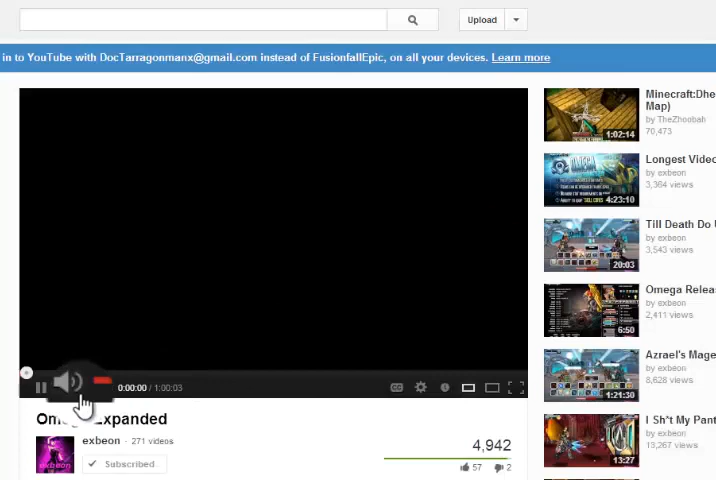 Upload
in to YouTube with DocTarragonmanx@gmail.com instead of FusionfallEpic, on all your devices. Learn more
Minecraft:Dhe
Map)
by TheZhoobah
70,473
1:02:14
Longest Video
by exbeon
3,364 views
4:23:10
Till Death Do U
by exbeon
3,543 views
20:03
Omega Relea
by exbeon
2,411 views
6:50
Azrael's Mage
by exbeon
8,628 views
1:21:30
I Sh*t My Pant
by exbeon
13,267 views
13:27
0:00:00 / 1:00:03
CC
Expanded
exbeon - 271 videos
Subscribed
4,942
57 2
exbeon